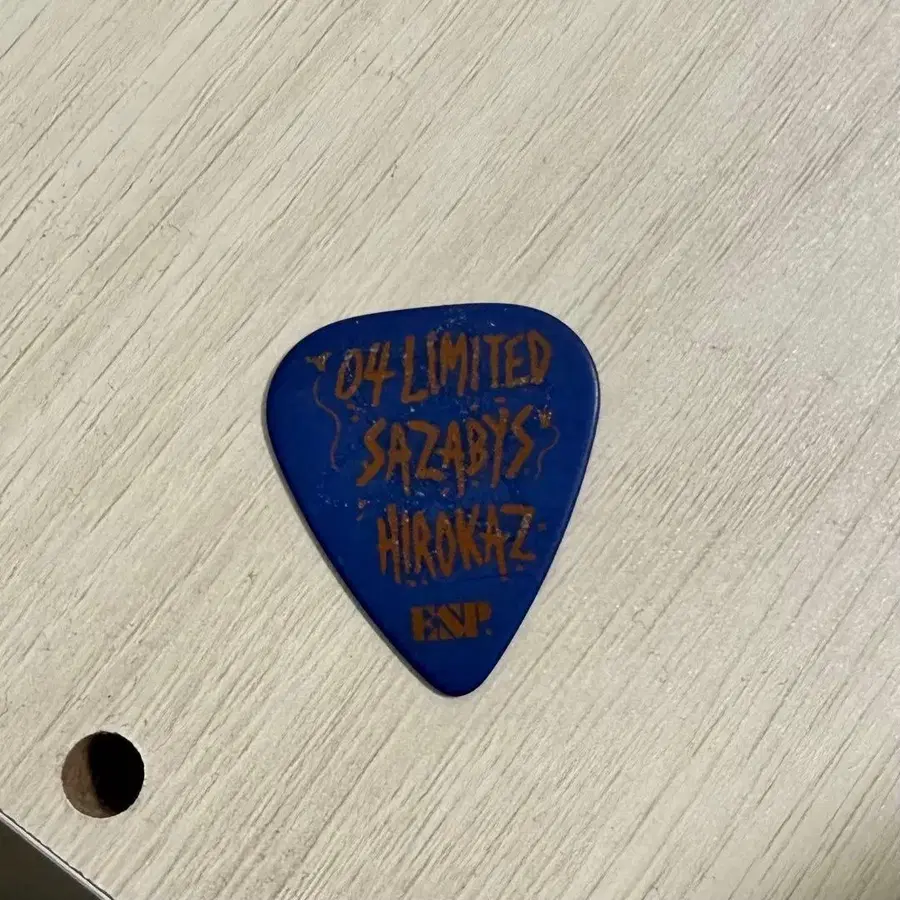 04 LIMITED
SAZABYS
HIROKAZ
ESP.